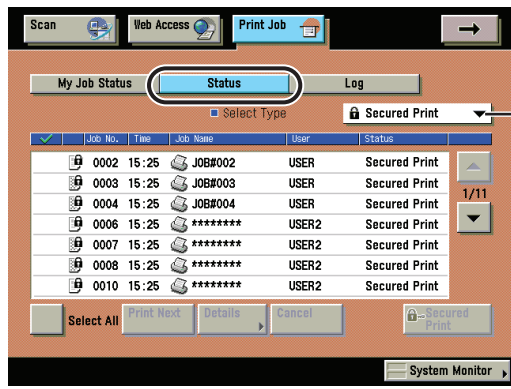 Scan Web Access Print Job
My Job Status Status Log
Select Type Secured Print
Job No. Time Job Name User Status
0002 15:25 JOB#002 USER Secured Print
0003 15:25 JOB#003 USER Secured Print
0004 15:25 JOB#004 USER Secured Print
0006 15:25 ******** USER2 Secured Print
0007 15:25 ******** USER2 Secured Print
0008 15:25 ******** USER2 Secured Print
0010 15:25 ******** USER2 Secured Print
1/11
Select All Print Next Details Cancel Secured
Print
System Monitor